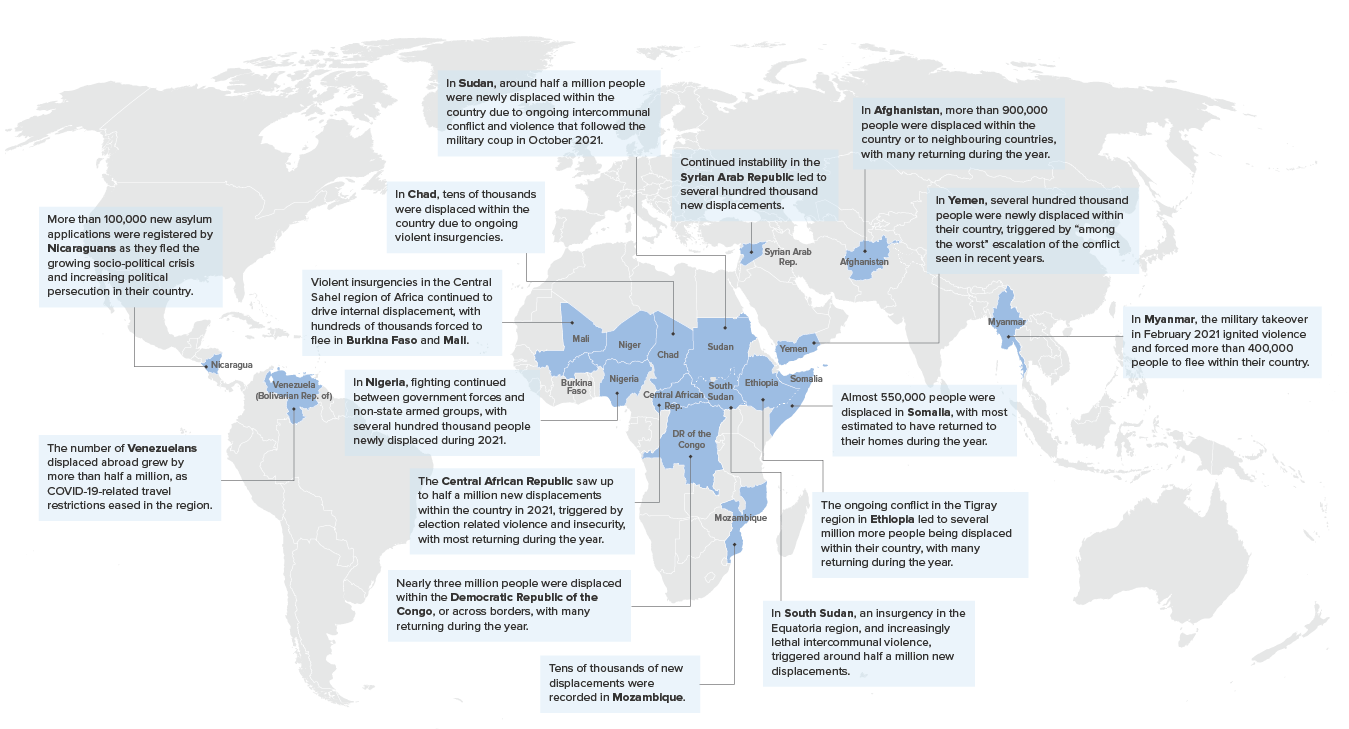 In Sudan, around half a million people
were newly displaced within the
country due to ongoing intercommunal
conflict and violence that followed the
military coup in October 2021.
In Afghanistan, more than 900,000
people were displaced within the
country or to neighbouring countries,
with many returning during the year.
Continued instability in the
Syrian Arab Republic led to
several hundred thousand
new displacements.
In Chad, tens of thousands
were displaced within the
country due to ongoing
violent insurgencies.
In Yemen, several hundred thousand
people were newly displaced within
their country, triggered by "among
the worst" escalation of the conflict
seen in recent years.
More than 100,000 new asylum
applications were registered by
Nicaraguans as they fled the
growing socio-political crisis
and increasing political
persecution in their country.
Violent insurgencies in the Central
Sahel region of Africa continued to
drive internal displacement, with
hundreds of thousands forced to
flee in Burkina Faso and Mali.
In Myanmar, the military takeover
in February 2021 ignited violence
and forced more than 400,000
people to flee within their country.
Syrian Arab
Rep.
Afghanistan
Myanmar
Mali
Niger
Chad
Sudan
Yemen
Nicaragua
Venezuela
(Bolivarian Rep. of)
Burkina
Faso
Nigeria
Central African
Rep.
South
Sudan
Ethiopia
Somalia
DR of the
Congo
Mozambique
In Nigeria, fighting continued
between government forces and
non-state armed groups, with
several hundred thousand people
newly displaced during 2021.
Almost 550,000 people were
displaced in Somalia, with most
estimated to have returned to
their homes during the year.
The number of Venezuelans
displaced abroad grew by
more than half a million, as
COVID-19-related travel
restrictions eased in the region.
The Central African Republic saw up
to half a million new displacements
within the country in 2021, triggered by
election related violence and insecurity,
with most returning during the year.
The ongoing conflict in the Tigray
region in Ethiopia led to several
million more people being displaced
within their country, with many
returning during the year.
Nearly three million people were displaced
within the Democratic Republic of the
Congo, or across borders, with many
returning during the year.
In South Sudan, an insurgency in the
Equatoria region, and increasingly
lethal intercommunal violence,
triggered around half a million new
displacements.
Tens of thousands of new
displacements were
recorded in Mozambique.